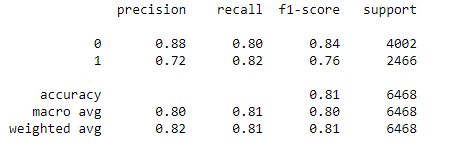 precision recall f1-score support
0 0.88 0.80 0.84 4002
1 0.72 0.82 0.76 2466
accuracy 0.81 6468
macro avg 0.80 0.81 0.80 6468
weighted avg 0.82 0.81 0.81 6468